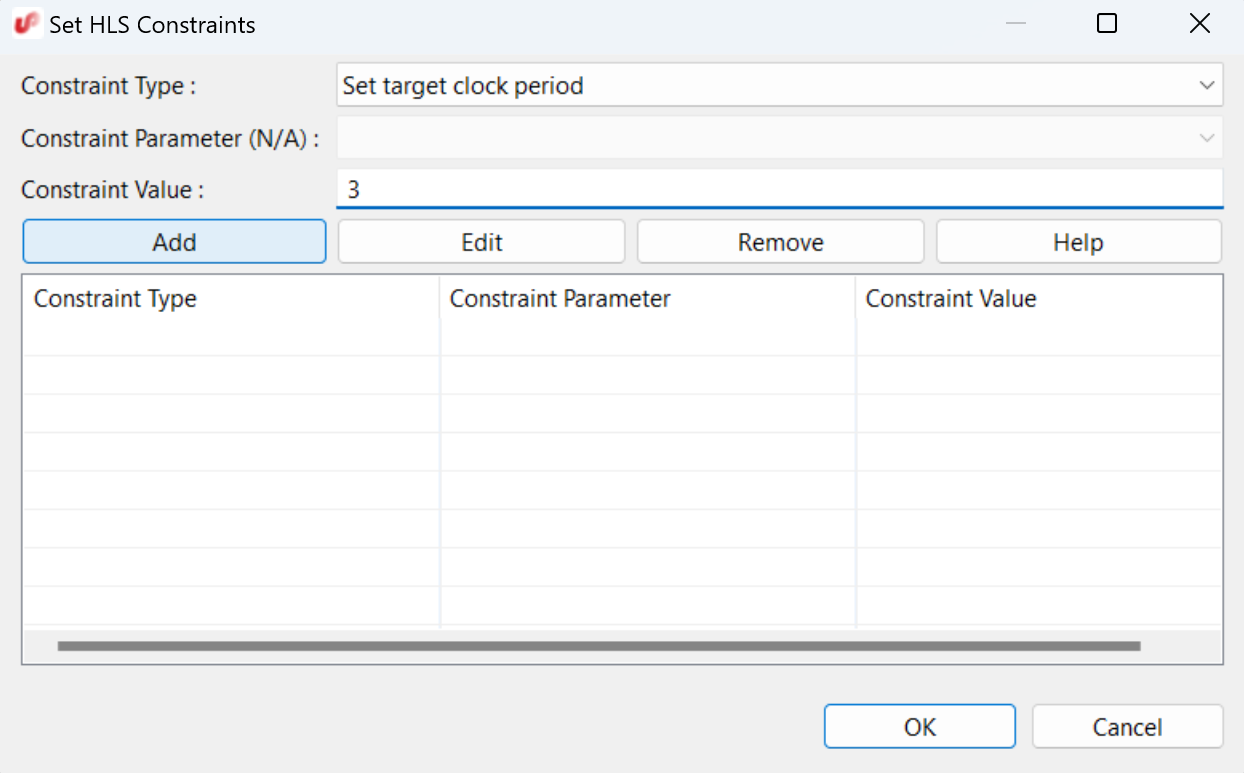 Set HLS Constraints
Constraint Type :
Set target clock period
Constraint Parameter (N/A) :
Constraint Value :
3
Add
Edit
Remove
Help
Constraint Type
Constraint Parameter
Constraint Value
OK
Cancel